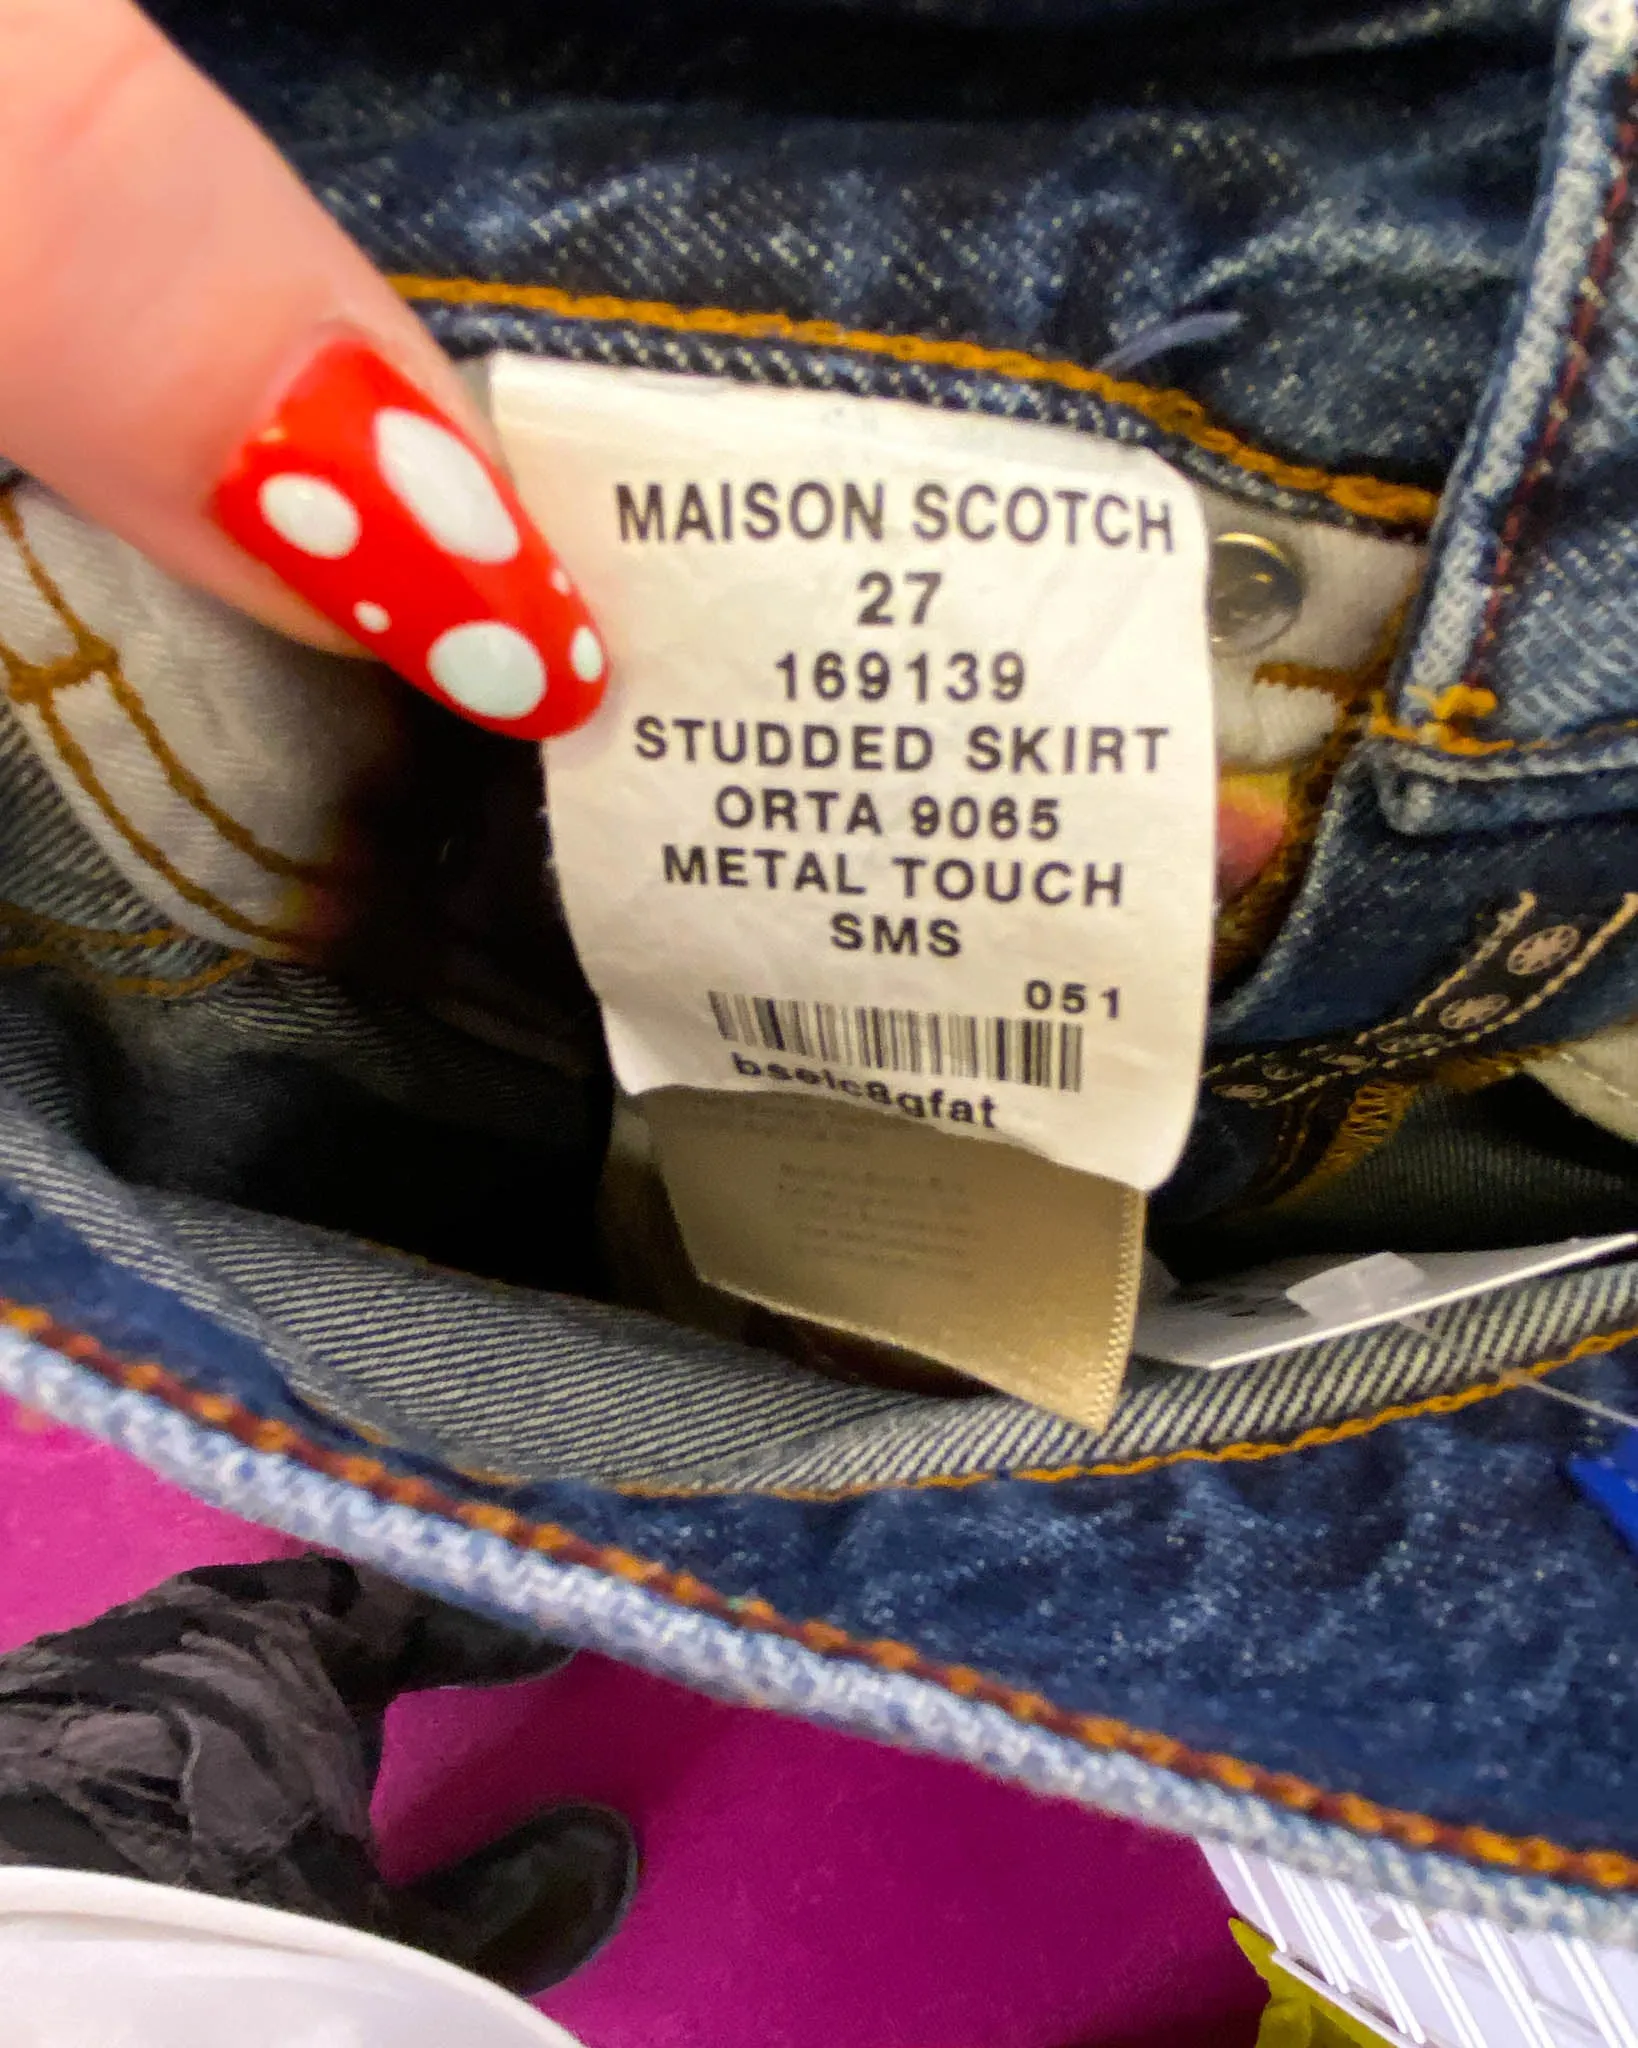 MAISON SCOTCH
27
169139
STUDDED SKIRT
ORTA 9065
METAL TOUCH
SMS
051